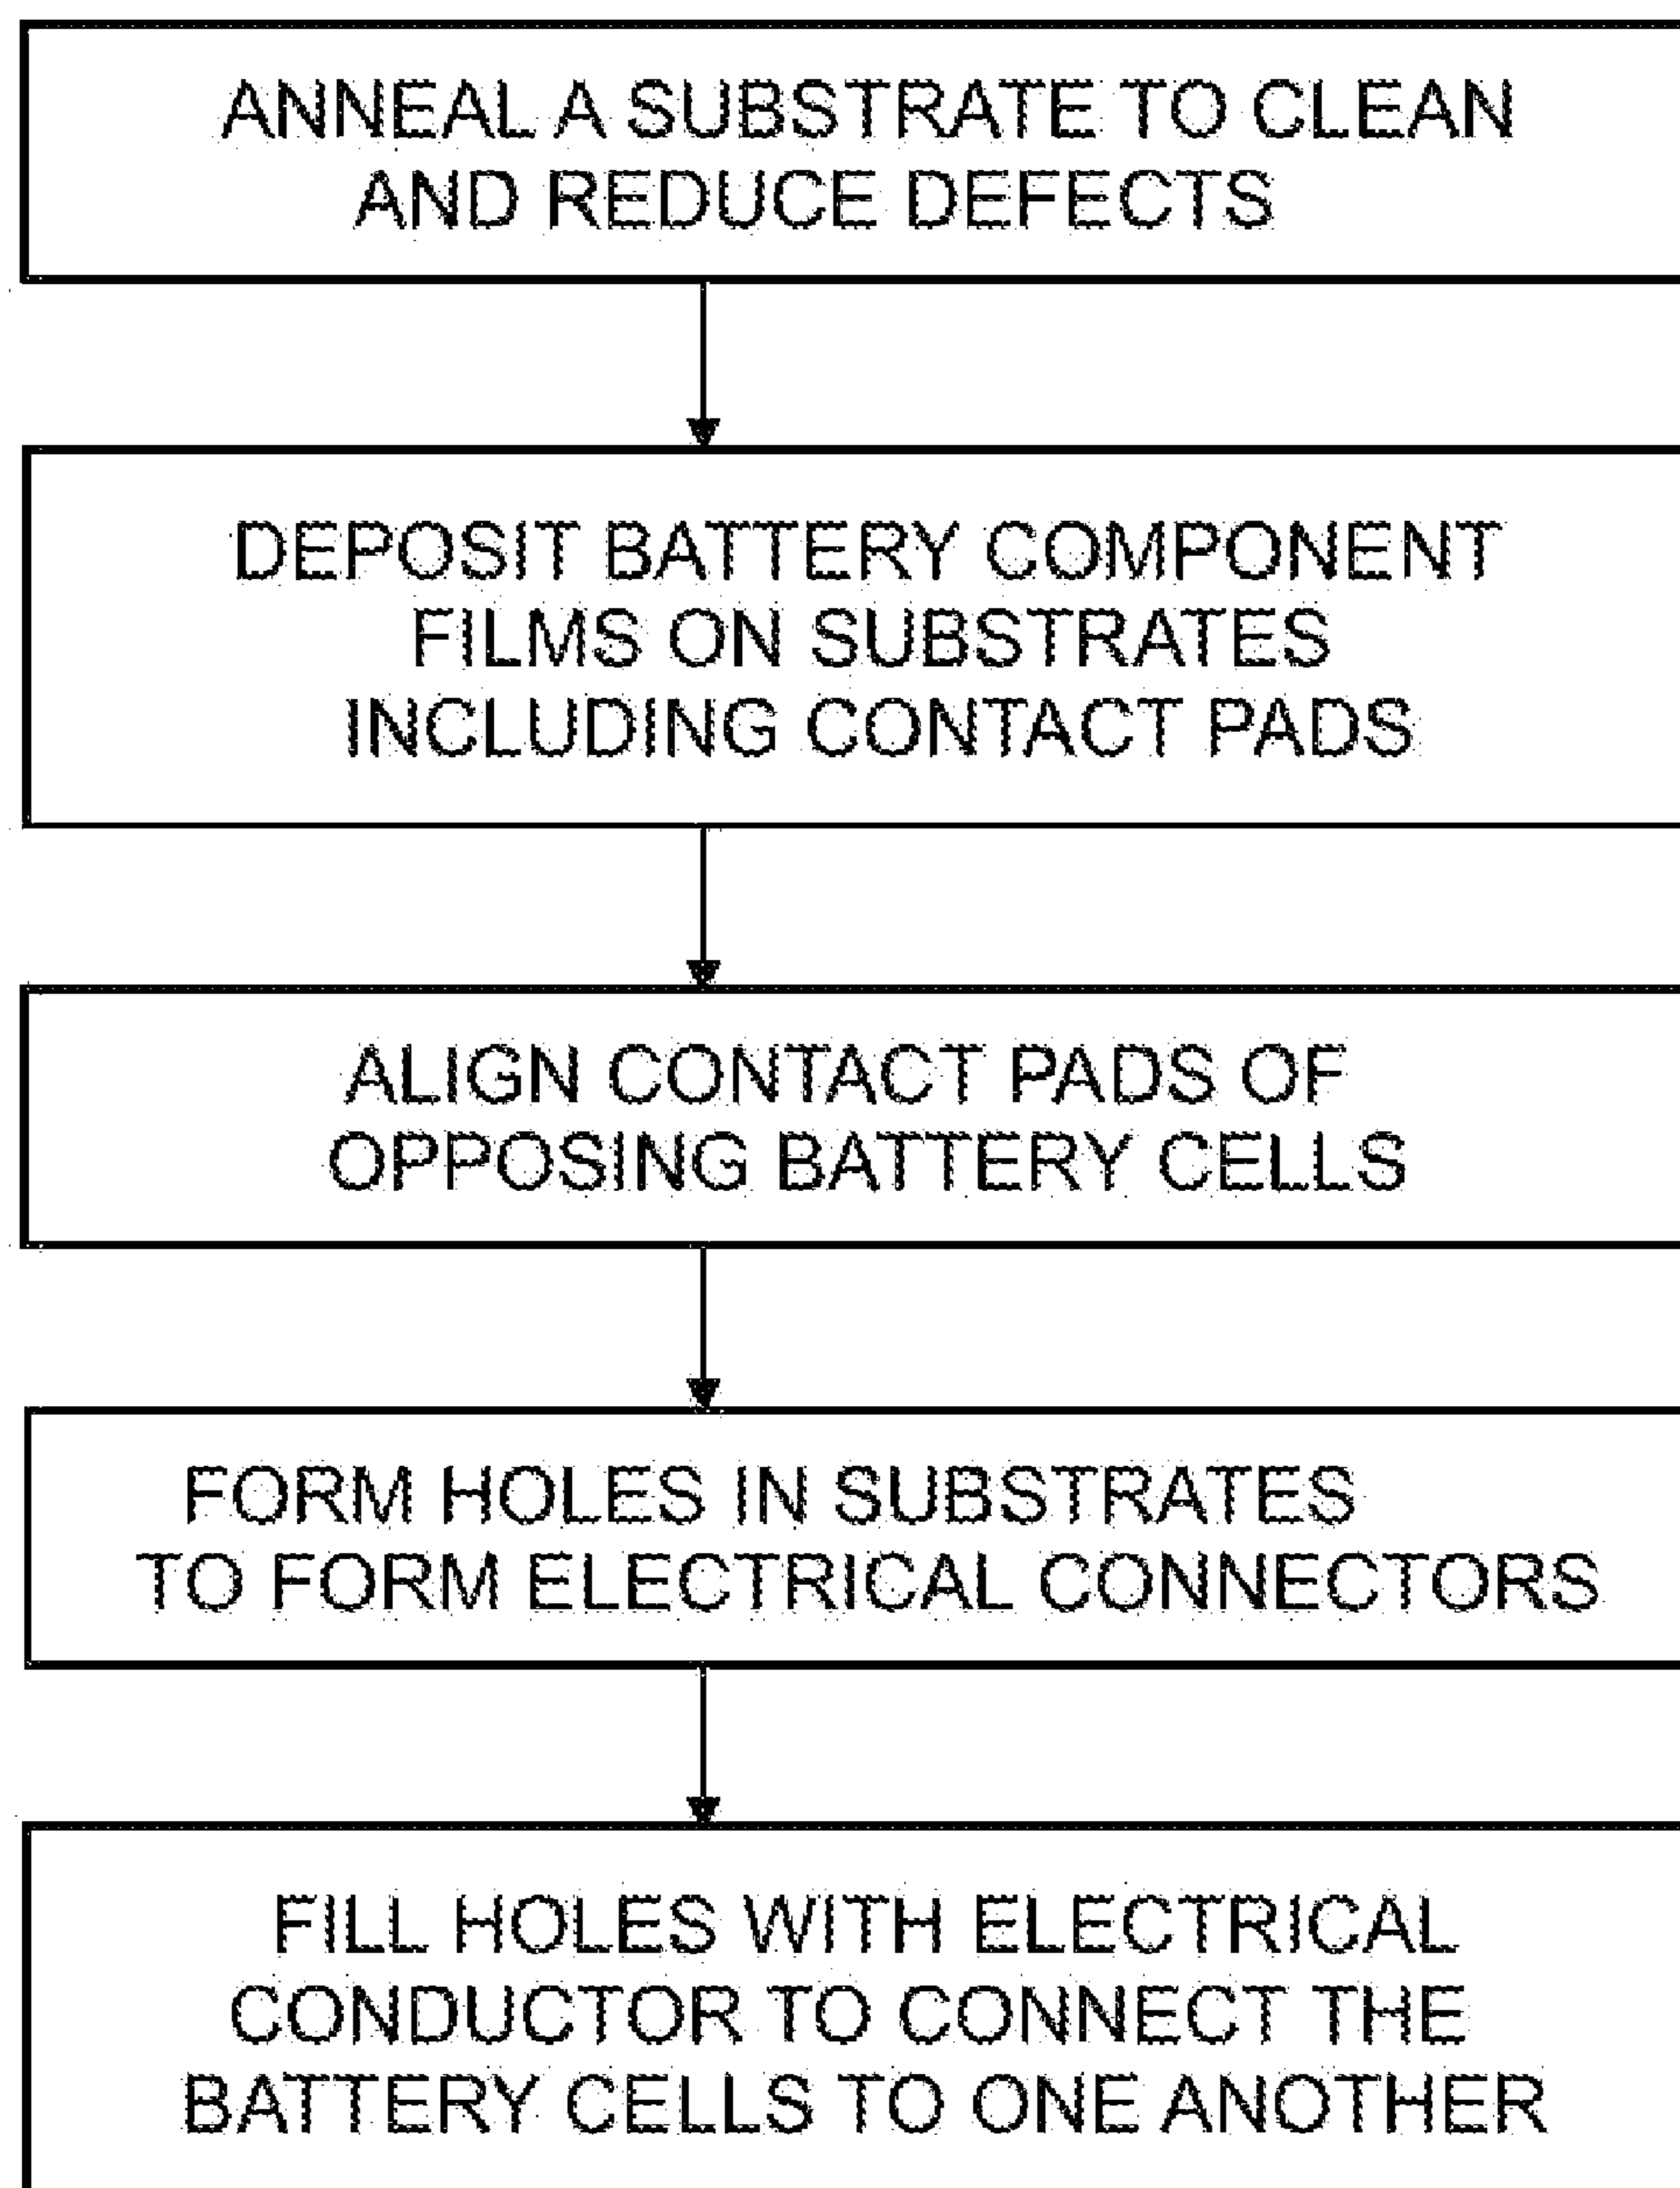 ANNEAL A SUBSTRATE TO CLEAN
AND REDUCE DEFECTS
DEPOSIT BATTERY COMPONENT
FILMS ON SUBSTRATES
INCLUDING CONTACT PADS
ALIGN CONTACT PADS OF
OPPOSING BATTERY CELLS
FORM HOLES IN SUBSTRATES
TO FORM ELECTRICAL CONNECTORS
FILL HOLES WITH ELECTRICAL
CONDUCTOR TO CONNECT THE
BATTERY CELLS TO ONE ANOTHER